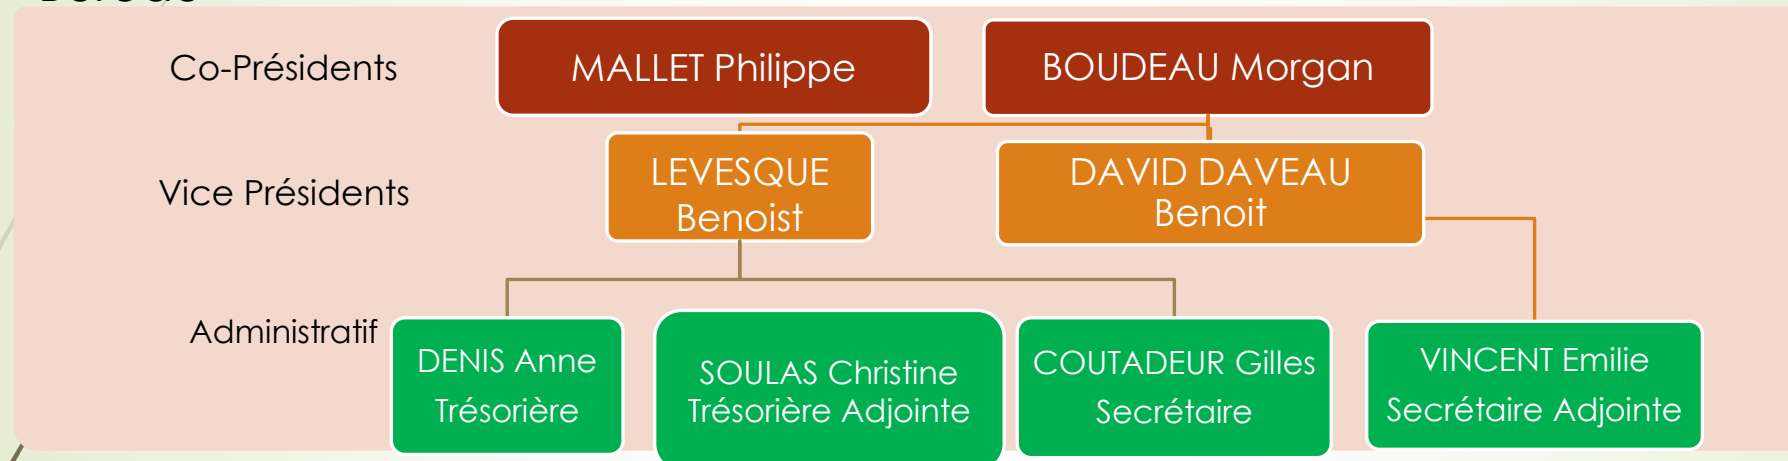 Co-Présidents
MALLET Philippe
BOUDEAU Morgan
Vice Présidents
LEVESQUE
Benoist
DAVID DAVEAU
Benoit
Administratif
DENIS Anne
Trésorière
SOULAS Christine
Trésorière Adjointe
COUTADEUR Gilles
Secrétaire
VINCENT Emilie
Secrétaire Adjointe